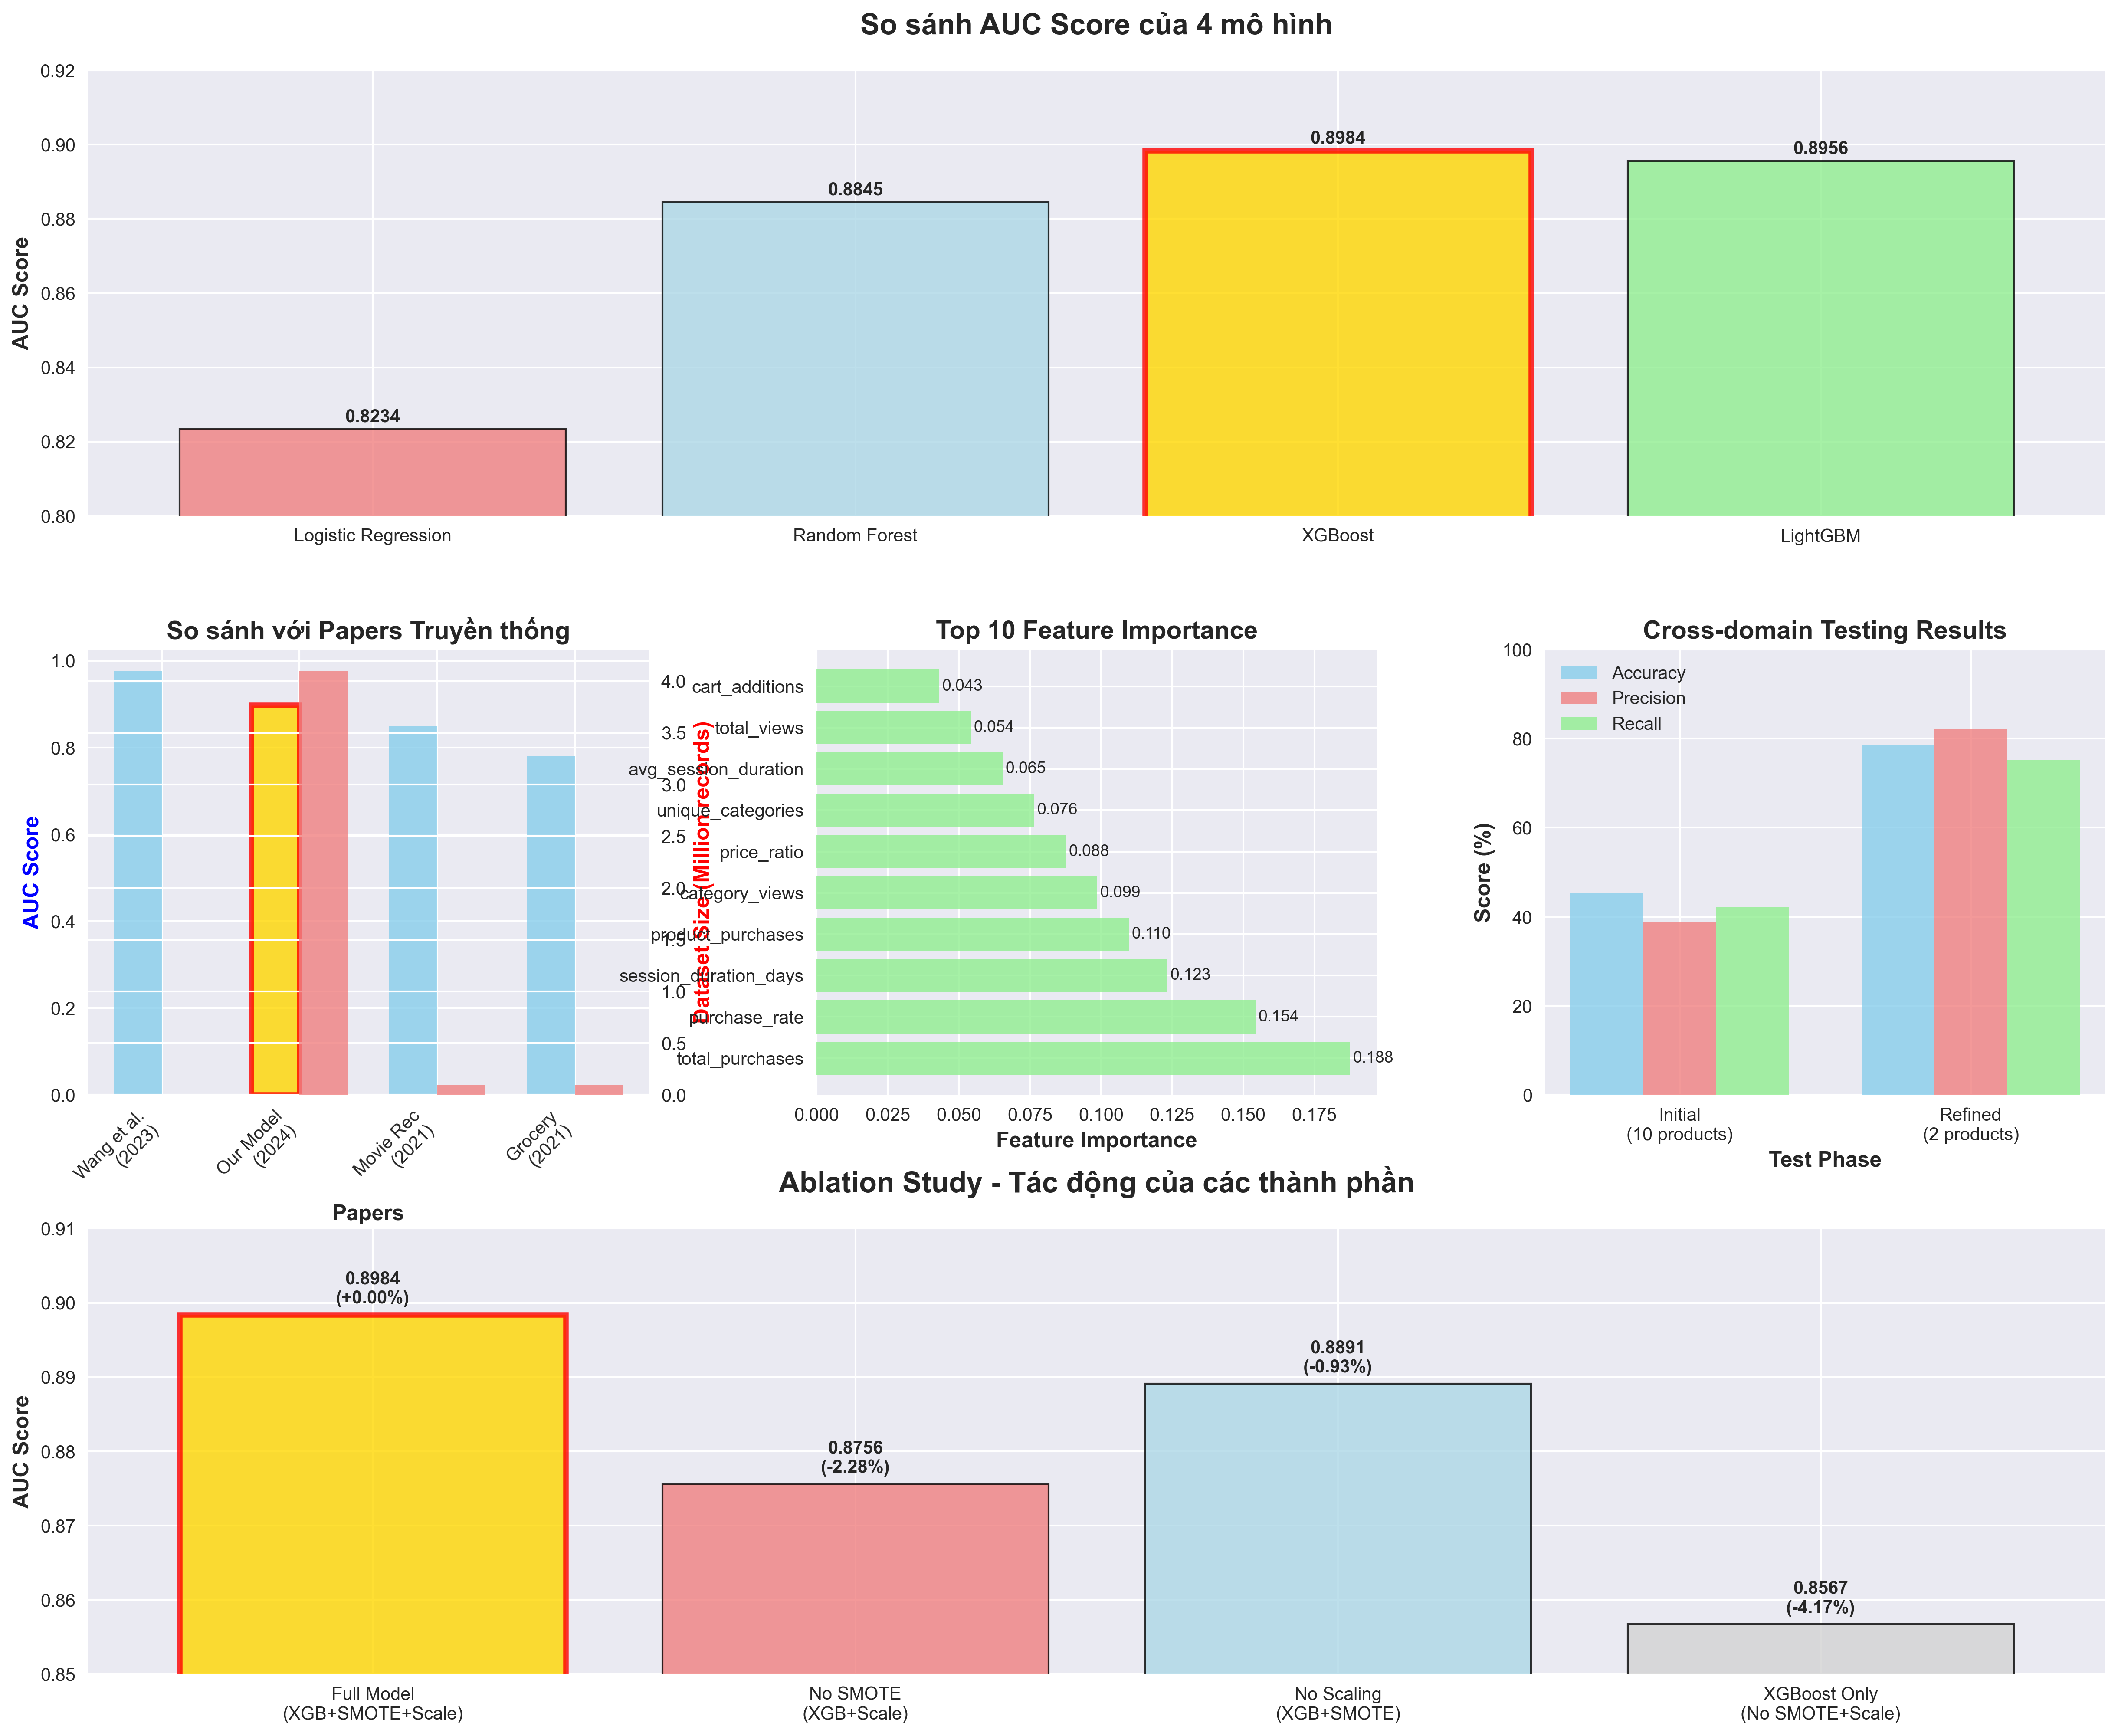 So sánh AUC Score của 4 mô hình
0.92
0.90
0.88
0.86
0.84
0.82
0.80
AUC Score
0.8234
0.8845
0.8984
0.8956
Logistic Regression
Random Forest
XGBoost
LightGBM
So sánh với Papers Truyền thống
1.0
0.8
0.6
0.4
0.2
0.0
AUC Score
4.0
3.5
3.0
2.5
2.0
1.5
1.0
0.5
0.0
Dataset Size (Million records)
Wang et al.
(2023)
Our Model
(2024)
Movie Rec
(2021)
Grocery
(2021)
Papers
Top 10 Feature Importance
cart_additions
0.043
total_views
0.054
avg_session_duration
0.065
unique_categories
0.076
price_ratio
0.088
category_views
0.099
product_purchases
0.110
session_duration_days
0.123
purchase_rate
0.154
total_purchases
0.188
0.000 0.025 0.050 0.075 0.100 0.125 0.150 0.175
Feature Importance
Cross-domain Testing Results
100
80
60
40
20
0
Score (%)
Accuracy
Precision
Recall
Initial
(10 products)
Refined
(2 products)
Test Phase
Ablation Study - Tác động của các thành phần
0.91
0.90
0.89
0.88
0.87
0.86
0.85
AUC Score
0.8984
(+0.00%)
0.8756
(-2.28%)
0.8891
(-0.93%)
0.8567
(-4.17%)
Full Model
(XGB+SMOTE+Scale)
No SMOTE
(XGB+Scale)
No Scaling
(XGB+SMOTE)
XGBoost Only
(No SMOTE+Scale)